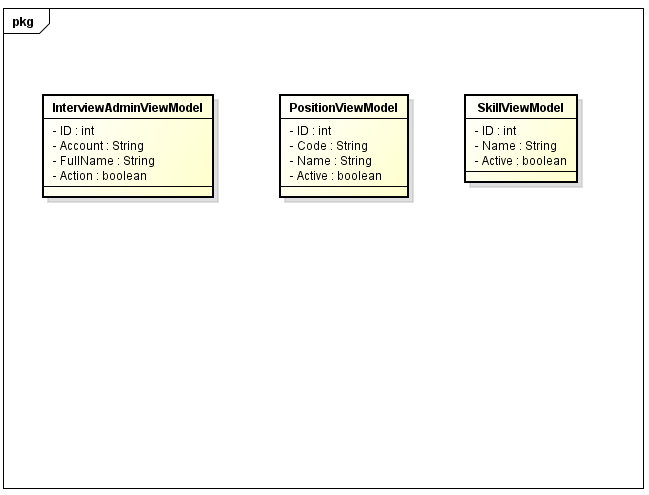 pkg
InterviewAdminViewModel
- ID : int
- Account : String
- FullName : String
- Action : boolean
PositionViewModel
- ID : int
- Code : String
- Name : String
- Active : boolean
SkillViewModel
- ID : int
- Name : String
- Active : boolean